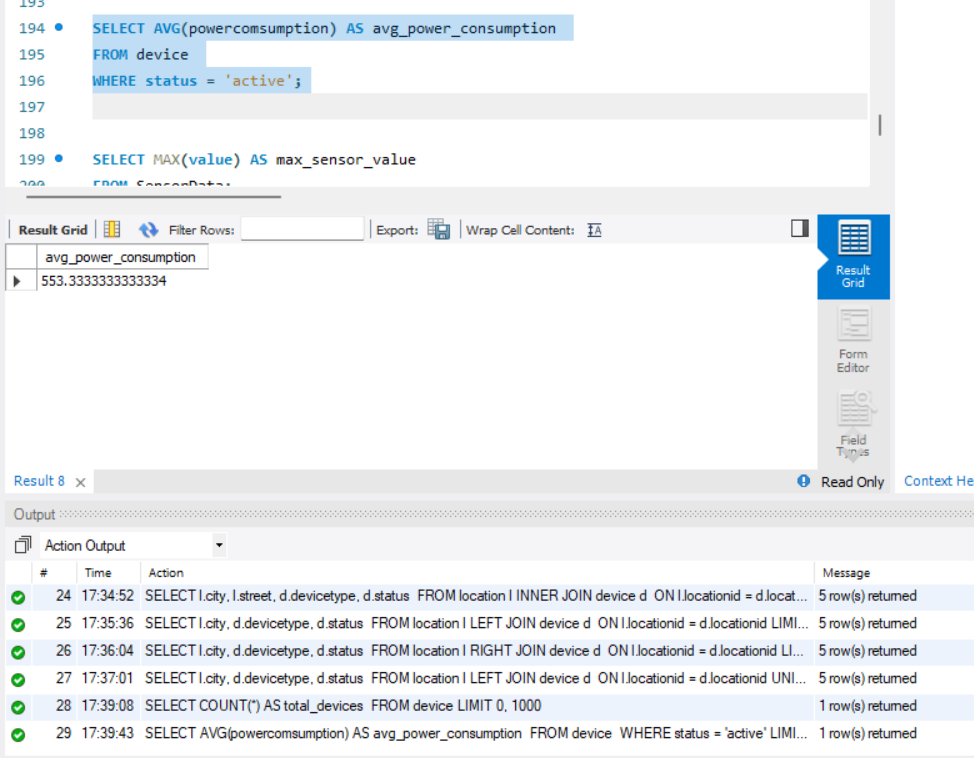 193
194 SELECT AVG(powercomsumption) AS avg_power_consumption
195 FROM device
196 WHERE status = 'active';
197
198
199 SELECT MAX(value) AS max_sensor_value
200 FROM SensorData;
Result Grid Filter Rows: Export: Wrap Cell Content: IA
avg_power_consumption
553.3333333333334
Result Grid
Form Editor
Field Types
Result 8 × Read Only Context He
Output
Action Output
# Time Action Message
24 17:34:52 SELECT l.city, l.street, d.devicetype, d.status FROM location l INNER JOIN device d ON l.locationid = d.locat... 5 row(s) returned
25 17:35:36 SELECT l.city, d.devicetype, d.status FROM location l LEFT JOIN device d ON l.locationid = d.locationid LIMI... 5 row(s) returned
26 17:36:04 SELECT l.city, d.devicetype, d.status FROM location l RIGHT JOIN device d ON l.locationid = d.locationid LI... 5 row(s) returned
27 17:37:01 SELECT l.city, d.devicetype, d.status FROM location l LEFT JOIN device d ON l.locationid = d.locationid UNI... 5 row(s) returned
28 17:39:08 SELECT COUNT(*) AS total_devices FROM device LIMIT 0, 1000 1 row(s) returned
29 17:39:43 SELECT AVG(powercomsumption) AS avg_power_consumption FROM device WHERE status = 'active' LIMI... 1 row(s) returned